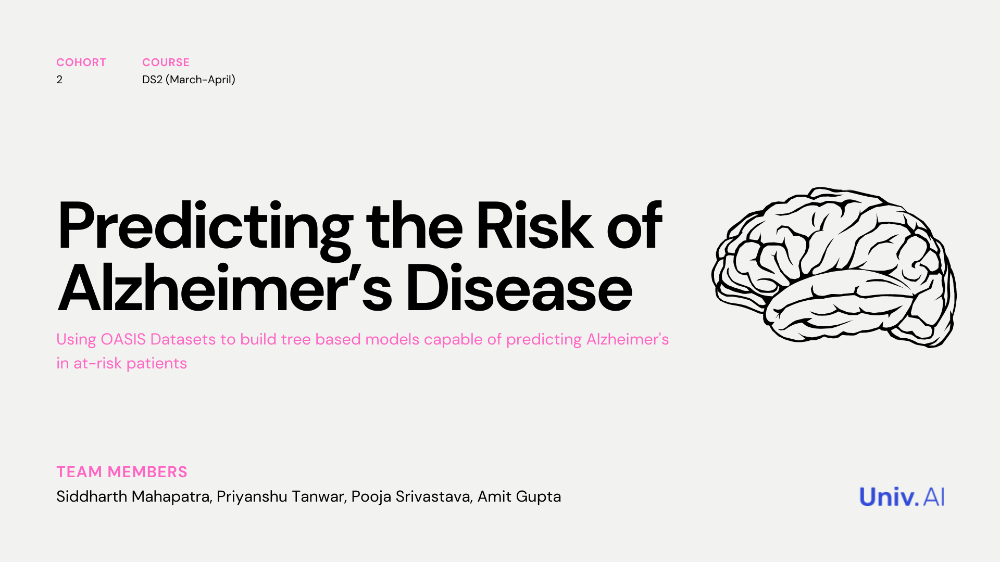 COHORT
2
COURSE
DS2 (March-April)
Predicting the Risk of
Alzheimer’s Disease
Using OASIS Datasets to build tree based models capable of predicting Alzheimer's
in at-risk patients
TEAM MEMBERS
Siddharth Mahapatra, Priyanshu Tanwar, Pooja Srivastava, Amit Gupta
Univ.AI